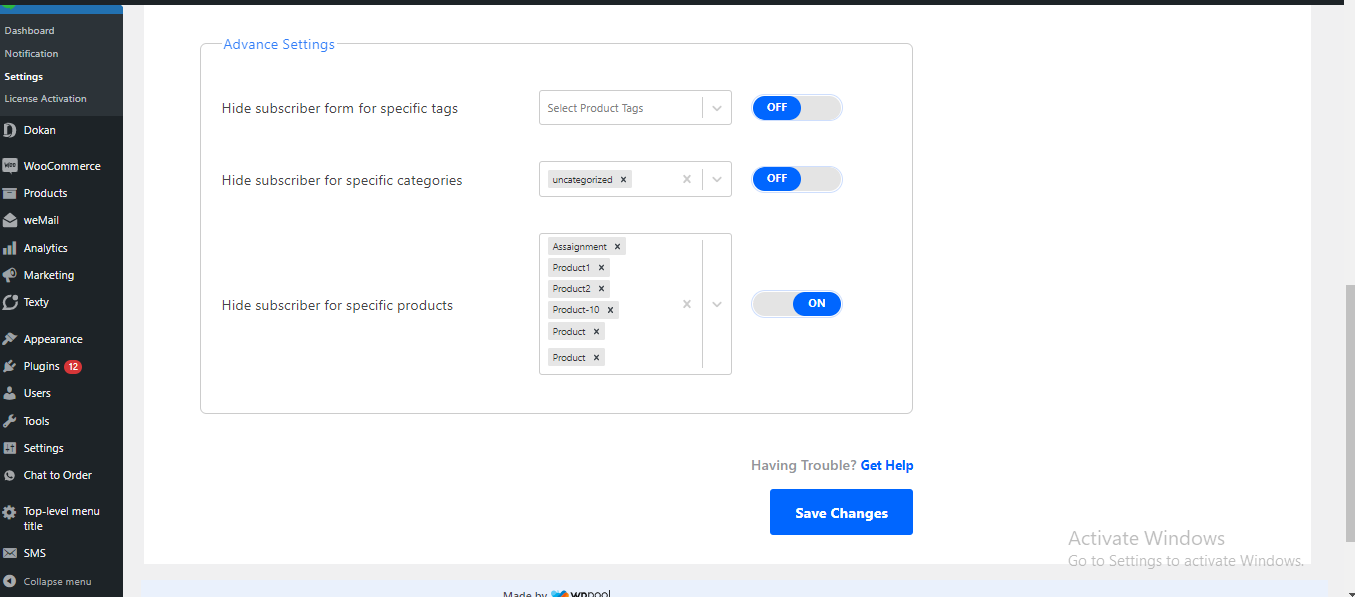 Dashboard
Notification
Settings
License Activation
Dokan
WooCommerce
Products
weMail
Analytics
Marketing
Texty
Appearance
Plugins 12
Users
Tools
Settings
Chat to Order
Top-level menu
title
SMS
Collapse menu
Advance Settings
Hide subscriber form for specific tags
Select Product Tags
OFF
Hide subscriber for specific categories
uncategorized ×
OFF
Hide subscriber for specific products
Assaignment ×
Product1 ×
Product2 ×
Product-10 ×
Product ×
Product ×
ON
Having Trouble? Get Help
Save Changes
Activate Windows
Go to Settings to activate Windows.
Made by wppool